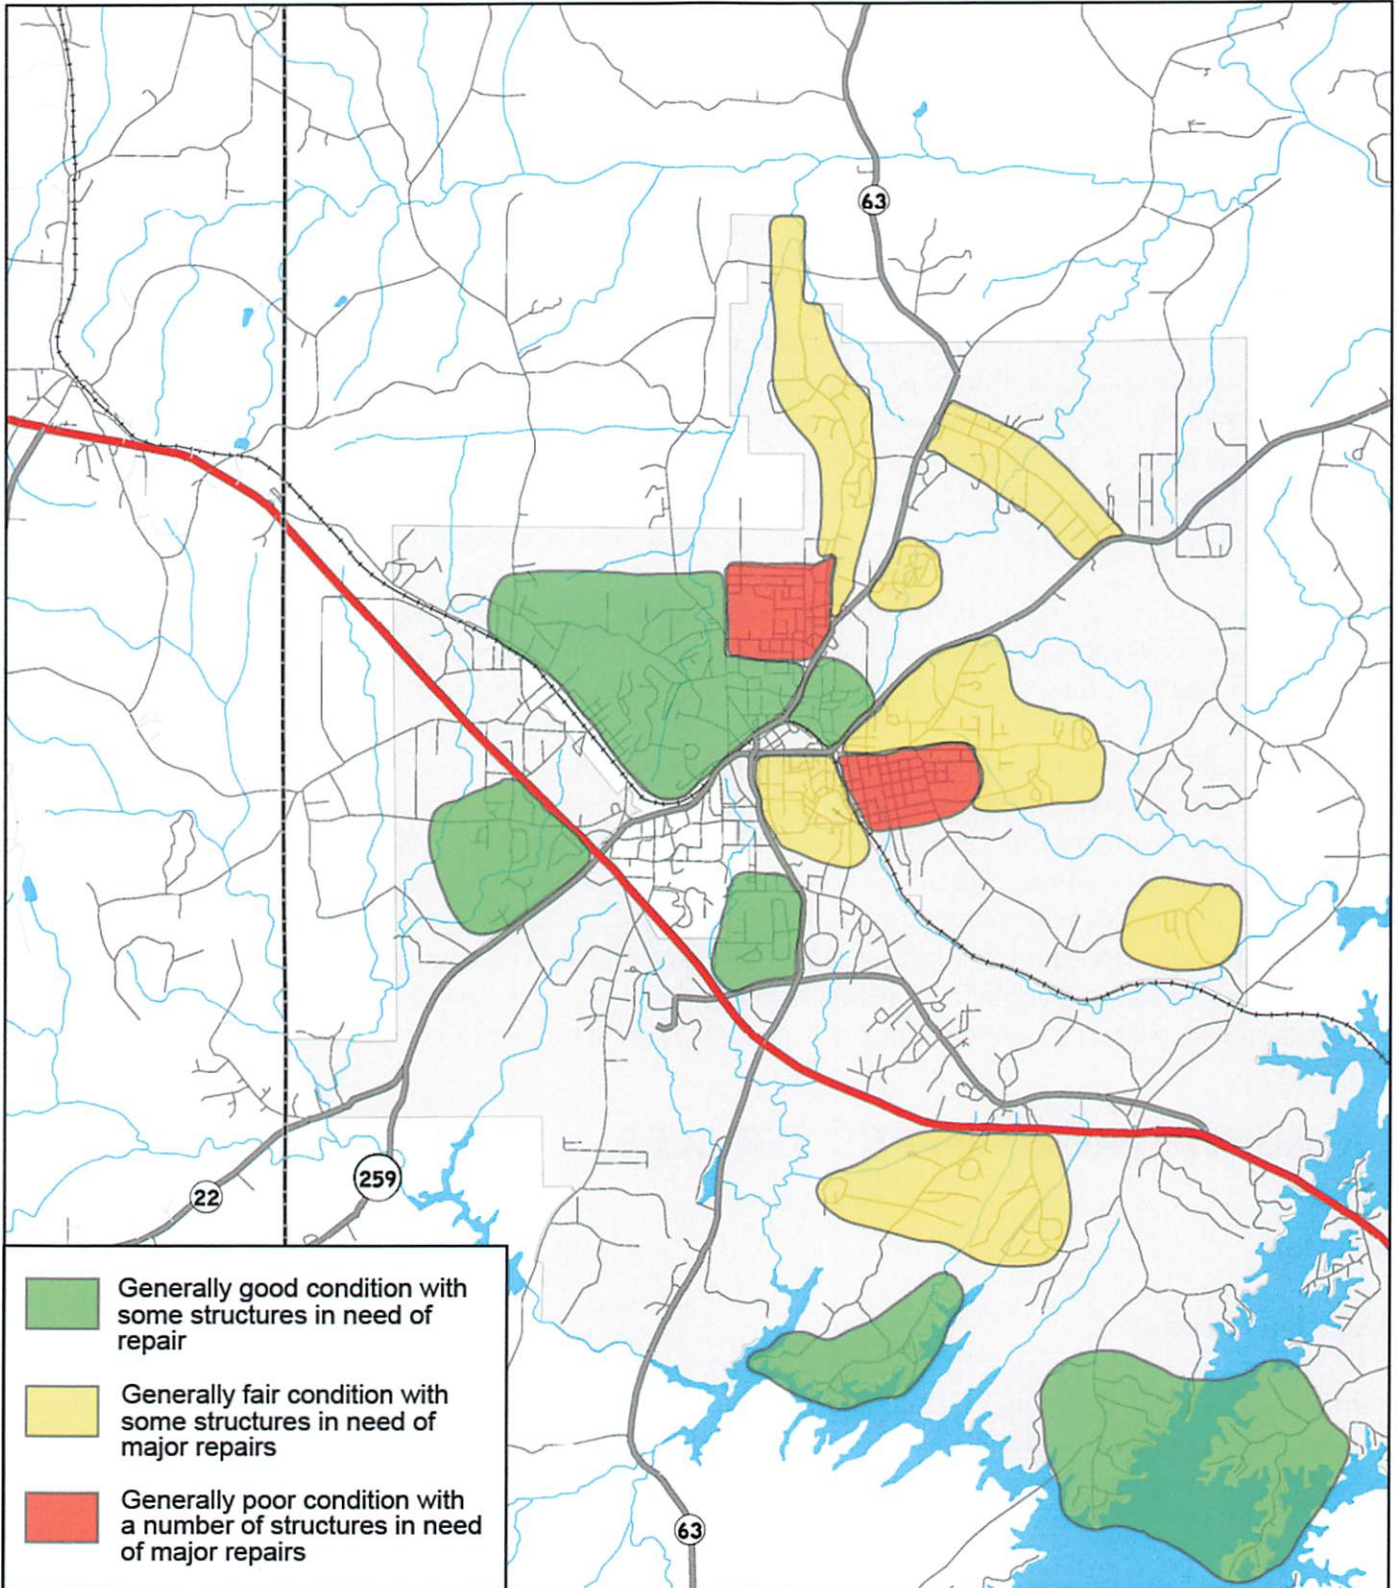 63
259
22
Generally good condition with
some structures in need of
repair
Generally fair condition with
some structures in need of
major repairs
Generally poor condition with
a number of structures in need
of major repairs
63